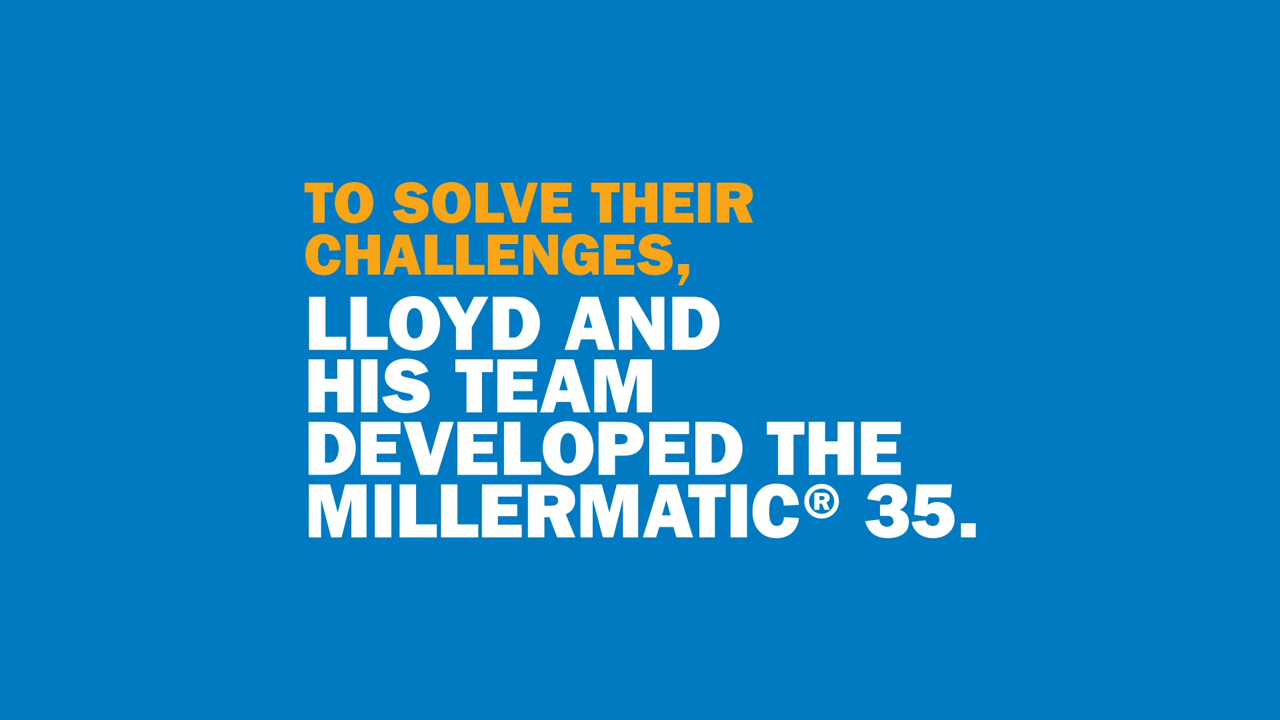 TO SOLVE THEIR
CHALLENGES,
LLOYD AND
HIS TEAM
DEVELOPED THE
MILLERMATIC® 35.